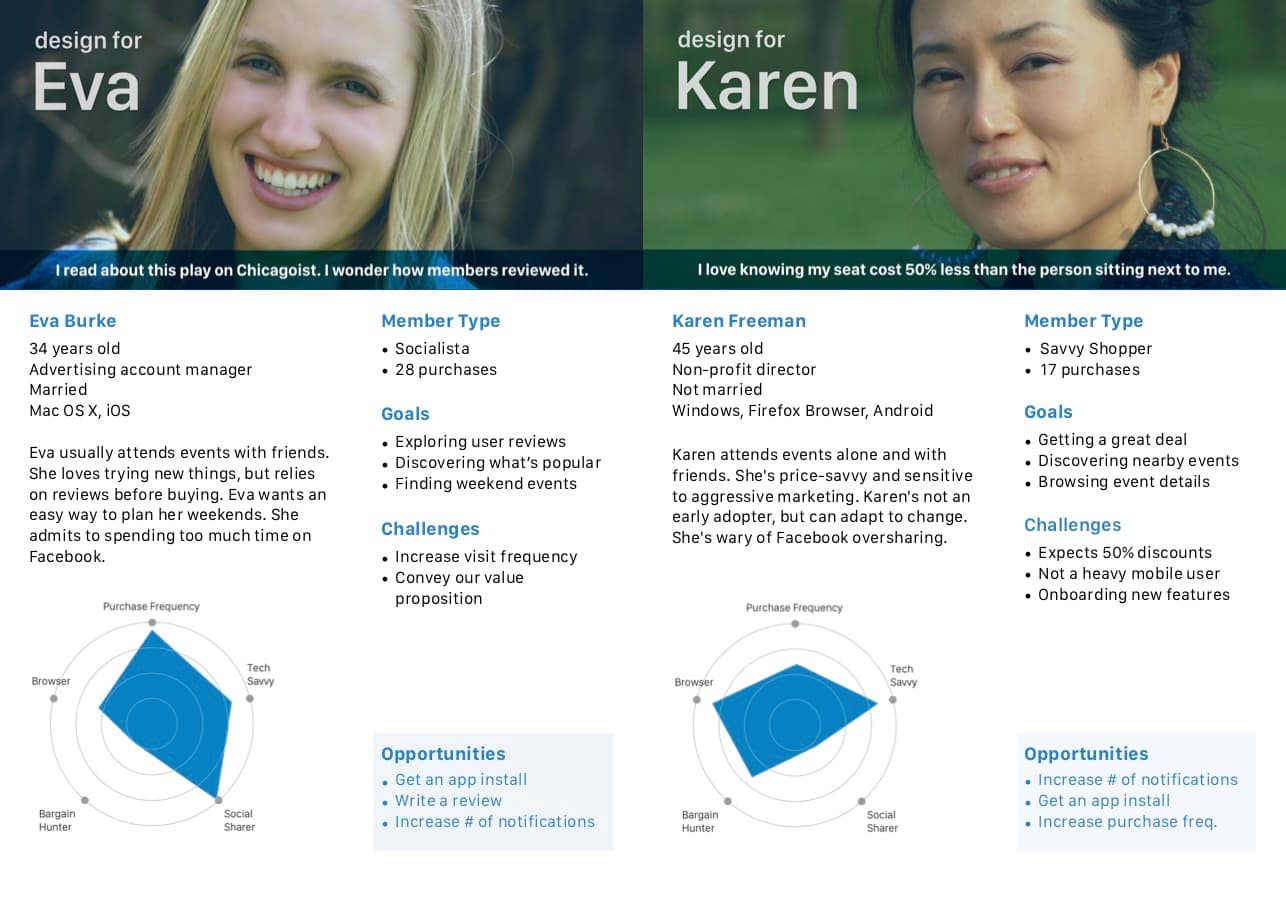 design for
Eva
I read about this play on Chicagoist. I wonder how members reviewed it.
Eva Burke
34 years old
Advertising account manager
Married
Mac OS X, iOS
Eva usually attends events with friends.
She loves trying new things, but relies
on reviews before buying. Eva wants an
easy way to plan her weekends. She
admits to spending too much time on
Facebook.
Purchase Frequency
Tech
Savvy
Browser
Bargain
Hunter
Social
Sharer
Member Type
• Socialista
• 28 purchases
Goals
• Exploring user reviews
• Discovering what's popular
• Finding weekend events
Challenges
• Increase visit frequency
• Convey our value
proposition
Opportunities
• Get an app install
• Write a review
• Increase # of notifications
design for
Karen
I love knowing my seat cost 50% less than the person sitting next to me.
Karen Freeman
45 years old
Non-profit director
Not married
Windows, Firefox Browser, Android
Karen attends events alone and with
friends. She's price-savvy and sensitive
to aggressive marketing. Karen's not an
early adopter, but can adapt to change.
She's wary of Facebook oversharing.
Purchase Frequency
Tech
Savvy
Browser
Bargain
Hunter
Social
Sharer
Member Type
• Savvy Shopper
• 17 purchases
Goals
• Getting a great deal
• Discovering nearby events
• Browsing event details
Challenges
• Expects 50% discounts
• Not a heavy mobile user
• Onboarding new features
Opportunities
• Increase # of notifications
• Get an app install
• Increase purchase freq.